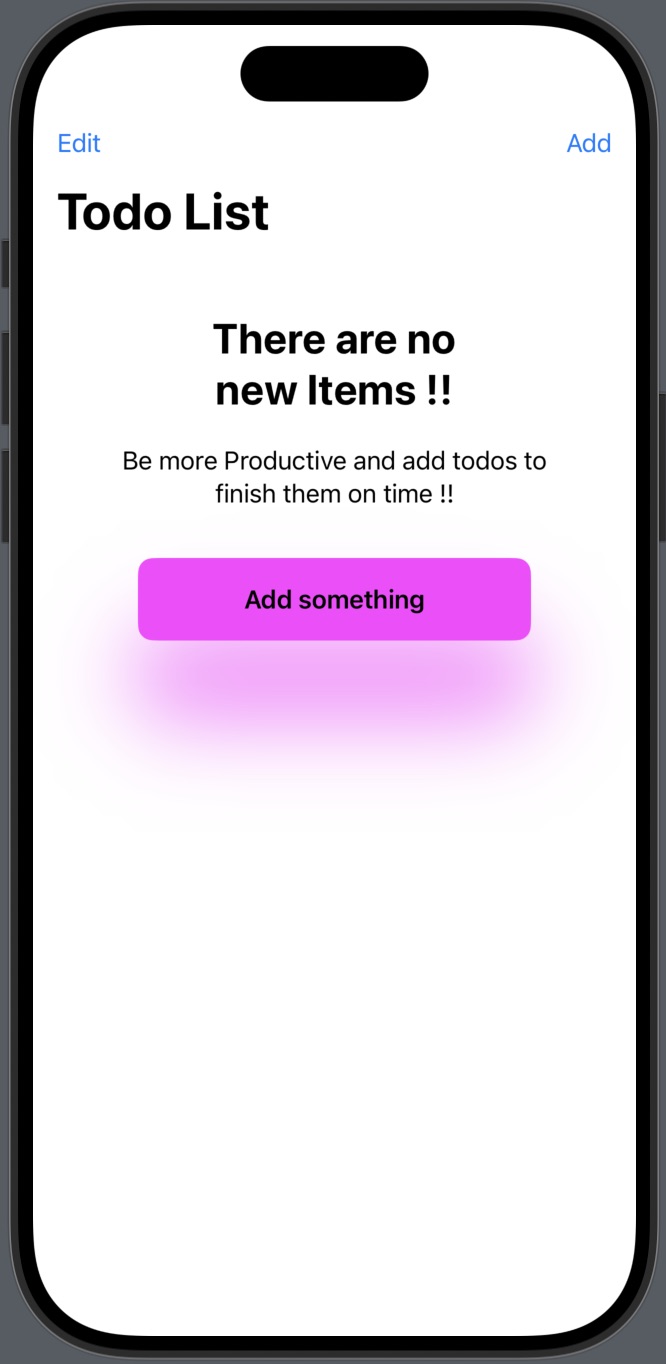 Edit
Add
Todo List
There are no
new Items !!
Be more Productive and add todos to
finish them on time !!
Add something